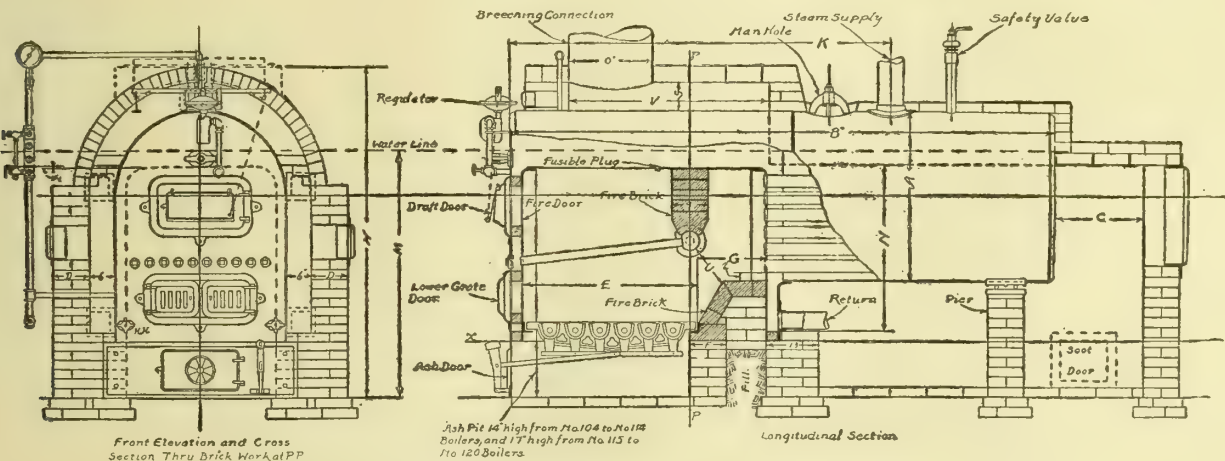 Breeching Connection
Steam Supply
Man Hole
Safety Valve
K
P
O"
Regulator
V
S
B"
Water Line
Fusible Plug
Fire Door
Fire Brick
Draft Door
H
M
A
N
C
G
D
6"
6"
D
L
E
Lower Grate
Door
Fire Brick
Return
Pier
X
Ash Door
Soot
Door
Fill.
P
Front Elevation and Cross
Section Thru Brick Work at PP
Ash Pit 14" high from No 104 to No 114
Boilers, and 17" high from No. 115 to
No 120 Boilers
Longitudinal Section